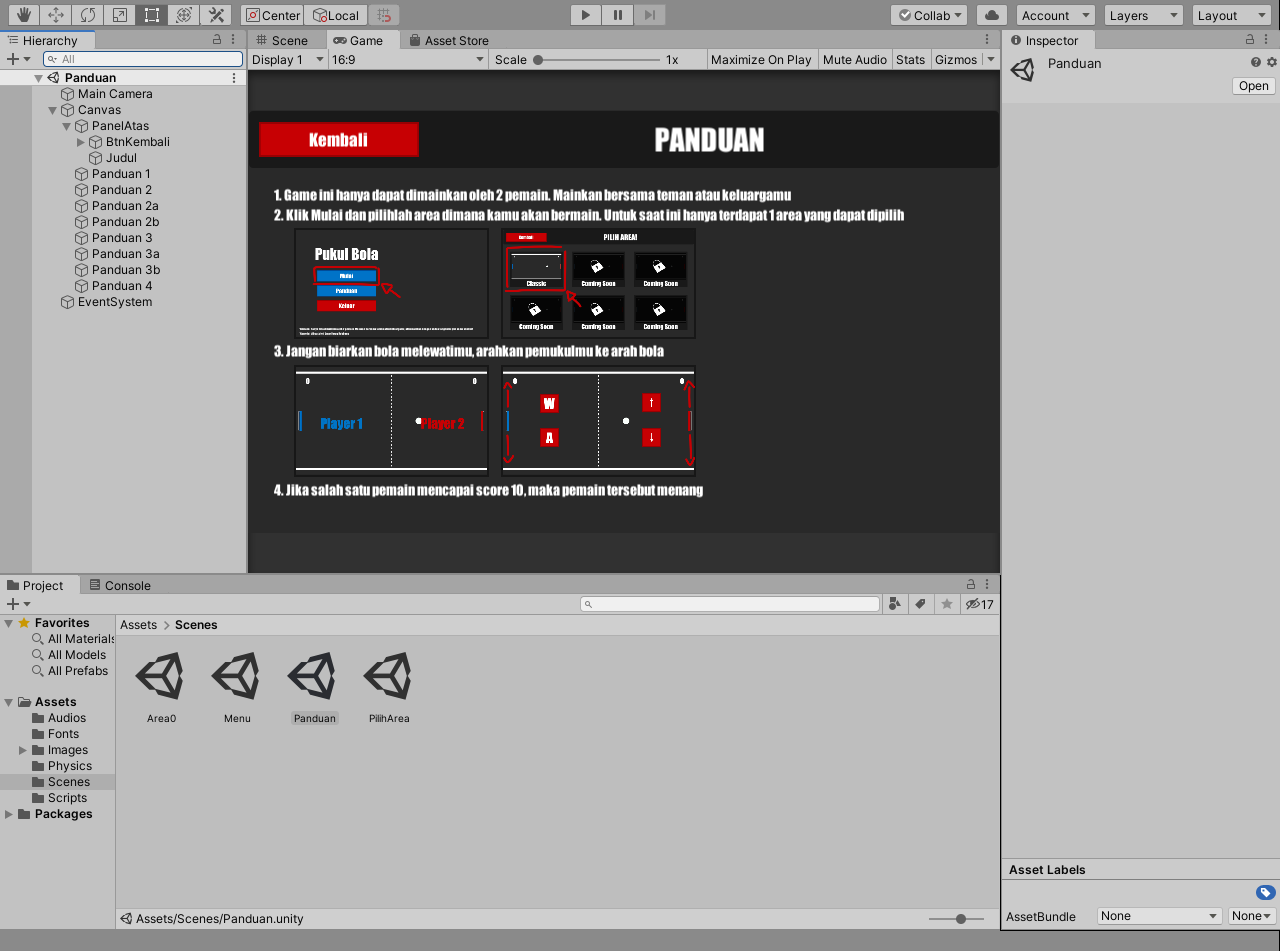 Center
Local
Collab
Account
Layers
Layout
Hierarchy
All
Panduan
Main Camera
Canvas
PanelAtas
BtnKembali
Judul
Panduan 1
Panduan 2
Panduan 2a
Panduan 2b
Panduan 3
Panduan 3a
Panduan 3b
Panduan 4
EventSystem
Scene
Game
Asset Store
Display 1
16:9
Scale
1x
Maximize On Play
Mute Audio
Stats
Gizmos
Kembali
PANDUAN
1. Game ini hanya dapat dimainkan oleh 2 pemain. Mainkan bersama teman atau keluargamu
2. Klik Mulai dan pilihlah area dimana kamu akan bermain. Untuk saat ini hanya terdapat 1 area yang dapat dipilih
Pukul Bola
Mulai
Panduan
Keluar
Kembali
PILIH AREA!
Classic
Coming Soon
Coming Soon
Coming Soon
Coming Soon
Coming Soon
3. Jangan biarkan bola melewatimu, arahkan pemukulmu ke arah bola
0
0
Player 1
Player 2
0
0
W
↑
A
↓
4. Jika salah satu pemain mencapai score 10, maka pemain tersebut menang
Inspector
Panduan
Open
Asset Labels
AssetBundle
None
None
Project
Console
17
Favorites
All Materials
All Models
All Prefabs
Assets
Audios
Fonts
Images
Physics
Scenes
Scripts
Packages
Assets > Scenes
Area0
Menu
Panduan
PilihArea
Assets/Scenes/Panduan.unity